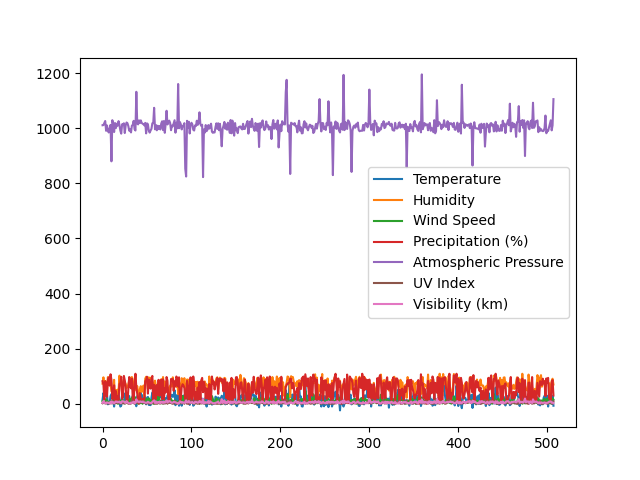 1200
1000
800
600
400
200
0
Temperature
Humidity
Wind Speed
Precipitation (%)
Atmospheric Pressure
UV Index
Visibility (km)
0 100 200 300 400 500